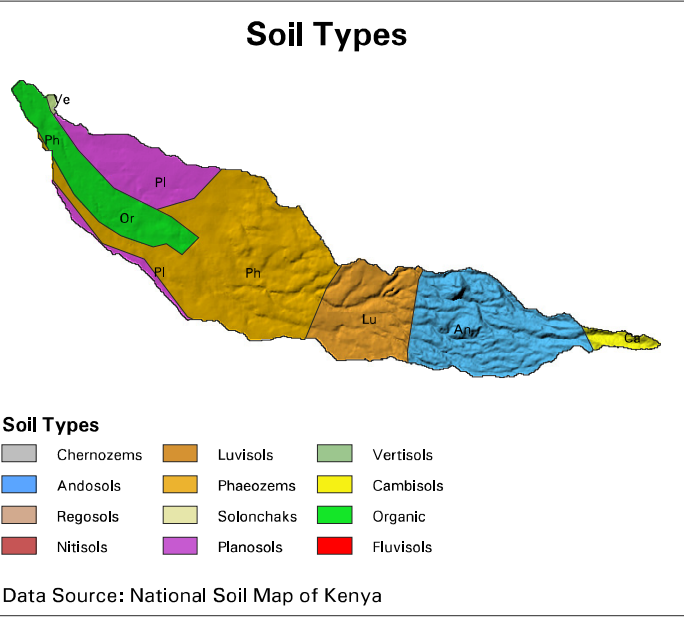 Soil Types
Ve
Ph
Pl
Or
Pl
Ph
Lu
An
Ca
Soil Types
Chernozems
Luvisols
Vertisols
Andosols
Phaeozems
Cambisols
Regosols
Solonchaks
Organic
Nitisols
Planosols
Fluvisols
Data Source: National Soil Map of Kenya